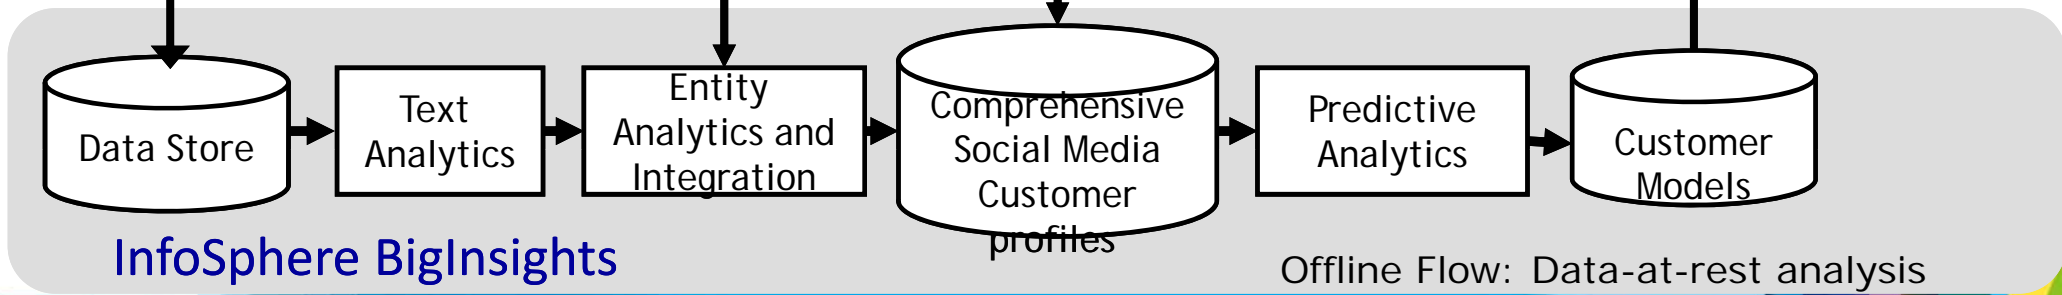 Data Store
Text
Analytics
Entity
Analytics and
Integration
Comprehensive
Social Media
Customer
profiles
Predictive
Analytics
Customer
Models
InfoSphere BigInsights
Offline Flow: Data-at-rest analysis